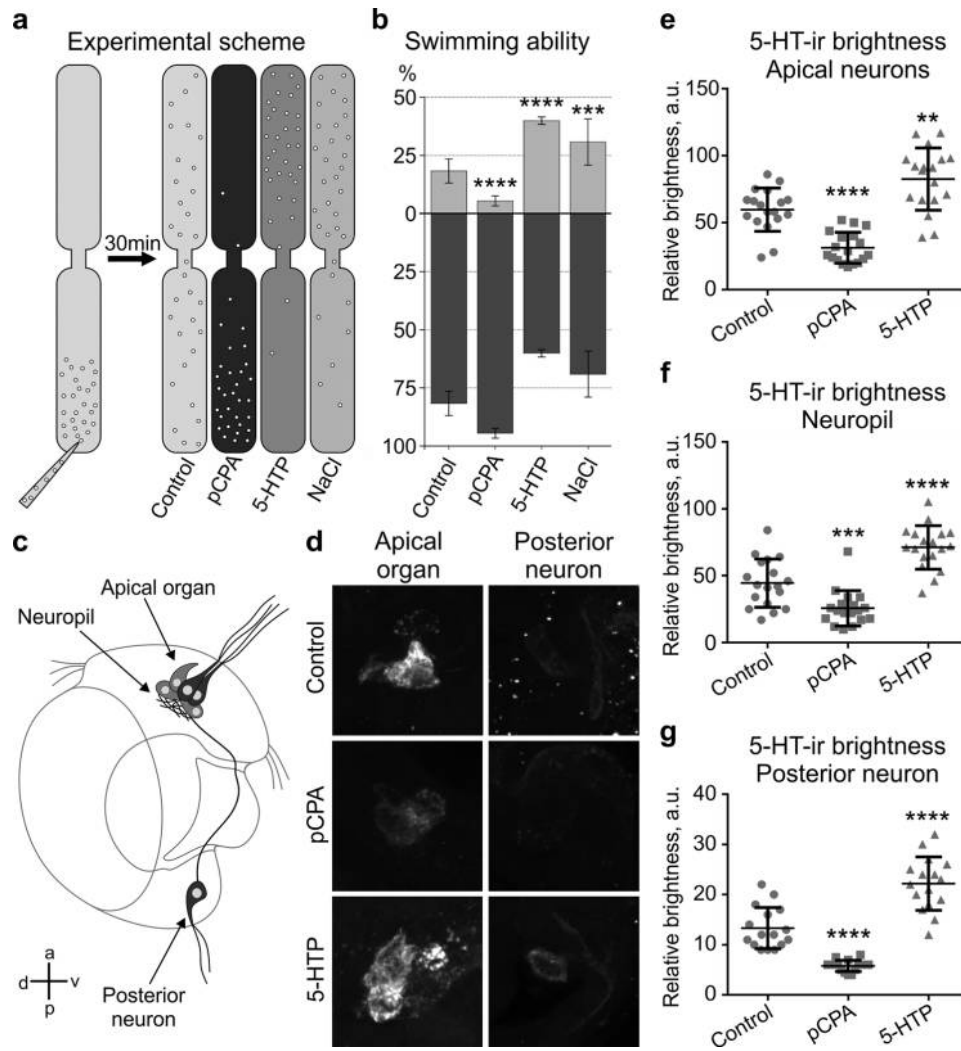 a
Experimental scheme
30min
Control
pCPA
5-HTP
NaCl
b
Swimming ability
%
50
25
0
25
50
75
100
****
****
***
Control
pCPA
5-HTP
NaCl
c
Apical organ
Neuropil
Posterior
neuron
a
d v
p
d
Apical
organ
Posterior
neuron
Control
pCPA
5-HTP
e
5-HT-ir brightness
Apical neurons
Relative brightness, a.u.
150
100
50
0
****
**
Control
pCPA
5-HTP
f
5-HT-ir brightness
Neuropil
Relative brightness, a.u.
150
100
50
0
***
****
Control
pCPA
5-HTP
g
5-HT-ir brightness
Posterior neuron
Relative brightness, a.u.
40
30
20
10
0
****
****
Control
pCPA
5-HTP